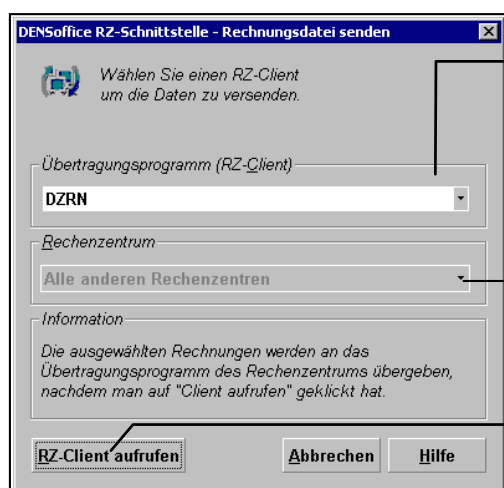 DENSoffice RZ-Schnittstelle - Rechnungsdatei senden
Wählen Sie einen RZ-Client
um die Daten zu versenden.
Übertragungsprogramm (RZ-Client)
DZRN
Rechenzentrum
Alle anderen Rechenzentren
Information
Die ausgewählten Rechnungen werden an das
Übertragungsprogramm des Rechenzentrums übergeben,
nachdem man auf "Client aufrufen" geklickt hat.
RZ-Client aufrufen Abbrechen Hilfe